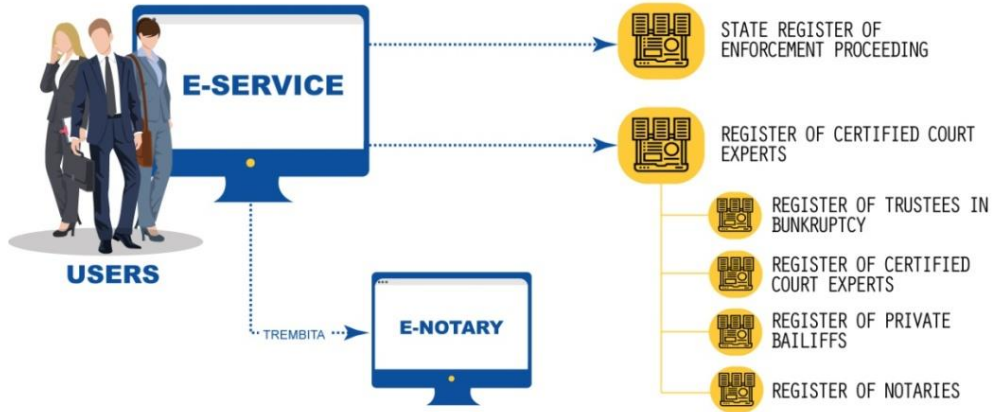 E-SERVICE
USERS
TREMBITA
E-NOTARY
STATE REGISTER OF
ENFORCEMENT PROCEEDING
REGISTER OF CERTIFIED COURT
EXPERTS
REGISTER OF TRUSTEES IN
BUNKRUPTCY
REGISTER OF CERTIFIED
COURT EXPERTS
REGISTER OF PRIVATE
BAILIFFS
REGISTER OF NOTARIES